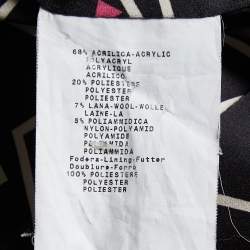 68% ACRILICA-ACRYLIC
POLYACRYL
ACRYLIQUE
ACRILICO
20% POLIESTERE
POLYESTER
POLIESTER
7% LANA-WOOL-WOLLE
LAINE-LA
5% POLIAMMIDICA
NYLON-POLYAMID
POLYAMIDE
POLIAMIDA
POLIAMIDA
Fodera-Lining-Futter
Doublure-Forro
100% POLIESTERE
POLYESTER
POLIESTER